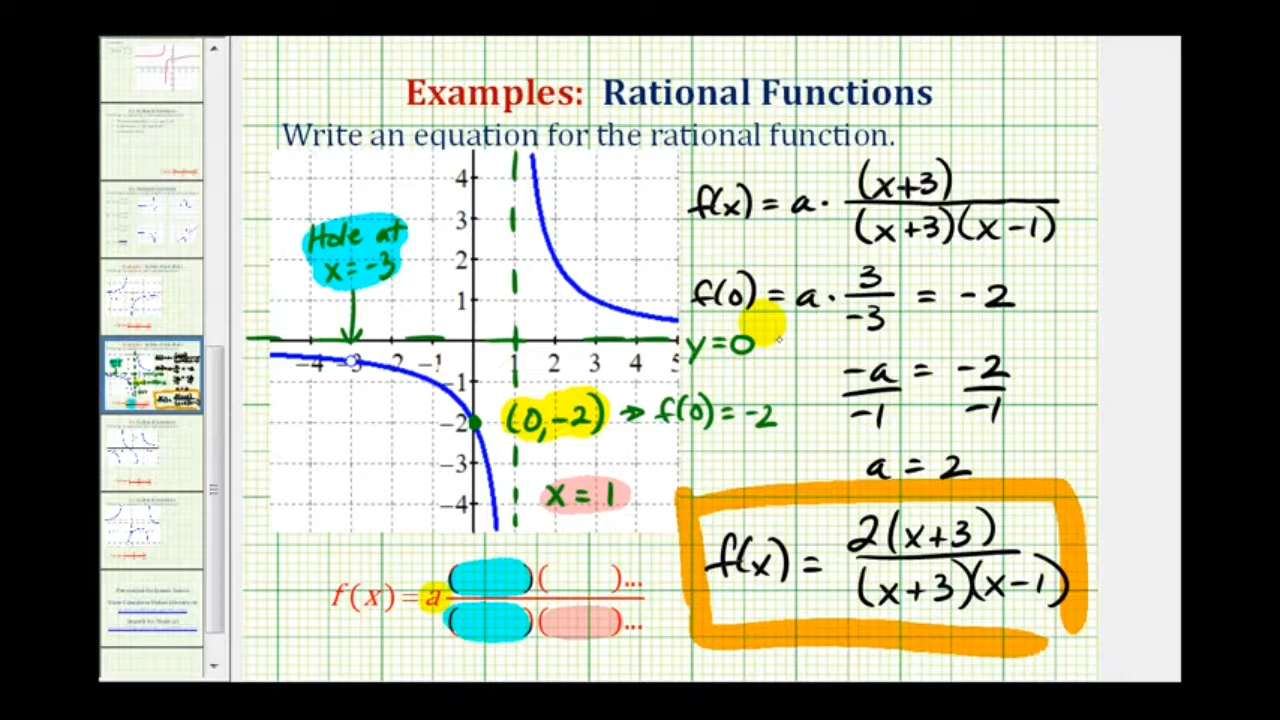 Examples: Rational Functions
Write an equation for the rational function.
Hole at
x = -3
4
3
2
1
-4 -3 -2 -1 1 2 3 4 5
-1
-2
-3
-4
(0,-2) → f(0) = -2
x = 1
y = 0
f(x) = a ( )( )...
( )( )...
f(x) = a · (x+3)
(x+3)(x-1)
f(0) = a · 3/-3 = -2
-a/-1 = -2/-1
a = 2
f(x) = 2(x+3)
(x+3)(x-1)